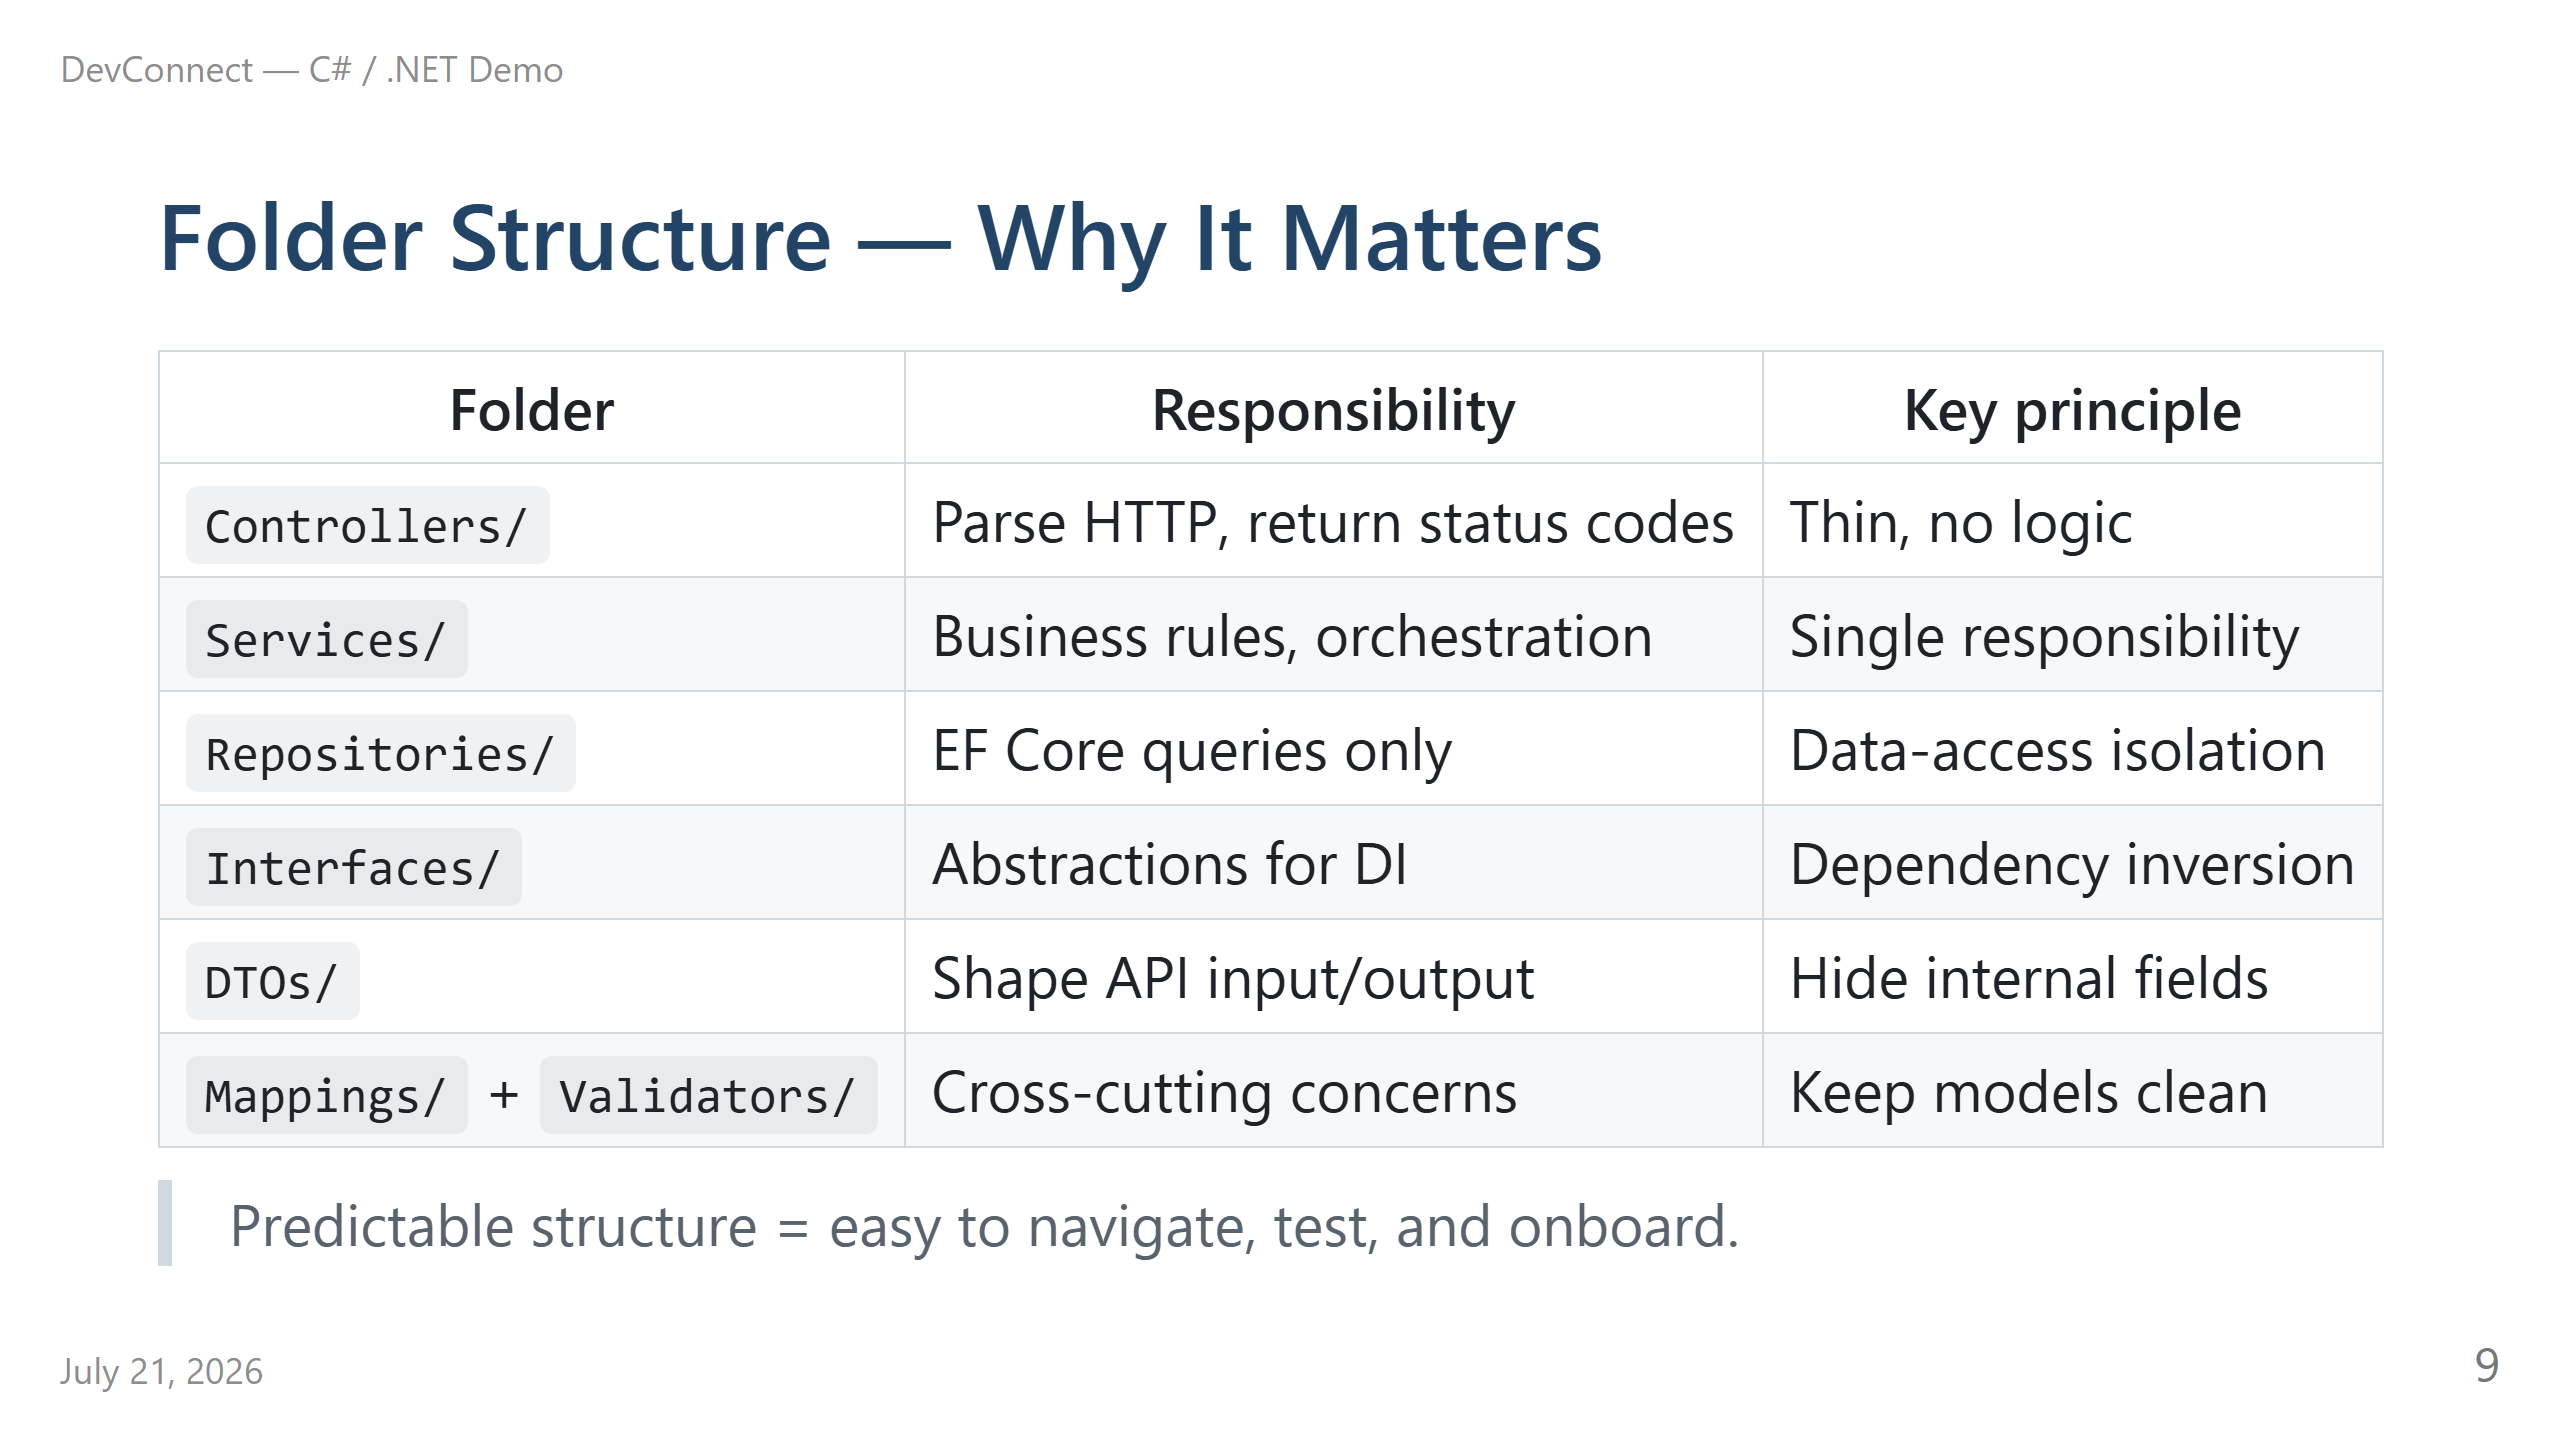 DevConnect — C# / .NET Demo
Folder Structure — Why It Matters
Folder Responsibility Key principle
Controllers/ Parse HTTP, return status codes Thin, no logic
Services/ Business rules, orchestration Single responsibility
Repositories/ EF Core queries only Data-access isolation
Interfaces/ Abstractions for DI Dependency inversion
DTOs/ Shape API input/output Hide internal fields
Mappings/ + Validators/ Cross-cutting concerns Keep models clean
Predictable structure = easy to navigate, test, and onboard.
July 21, 2026 9